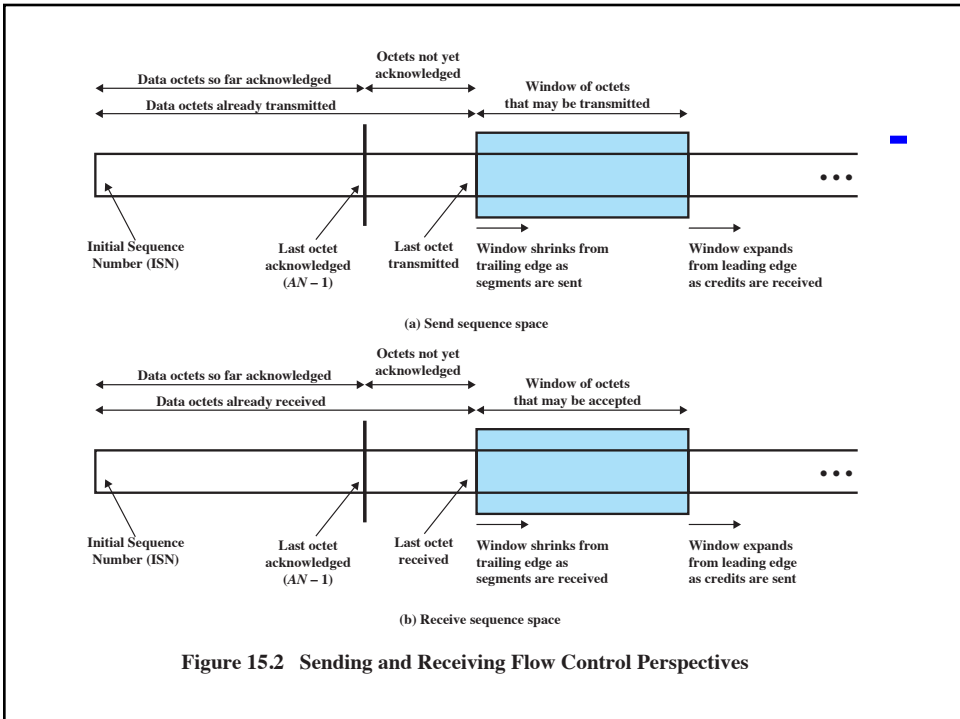 Octets not yet
acknowledged
Data octets so far acknowledged
Window of octets
that may be transmitted
Data octets already transmitted
• • •
Initial Sequence
Number (ISN)
Last octet
acknowledged
(AN – 1)
Last octet
transmitted
Window shrinks from
trailing edge as
segments are sent
Window expands
from leading edge
as credits are received
(a) Send sequence space
Octets not yet
acknowledged
Data octets so far acknowledged
Window of octets
that may be accepted
Data octets already received
• • •
Initial Sequence
Number (ISN)
Last octet
acknowledged
(AN – 1)
Last octet
received
Window shrinks from
trailing edge as
segments are received
Window expands
from leading edge
as credits are sent
(b) Receive sequence space
Figure 15.2 Sending and Receiving Flow Control Perspectives